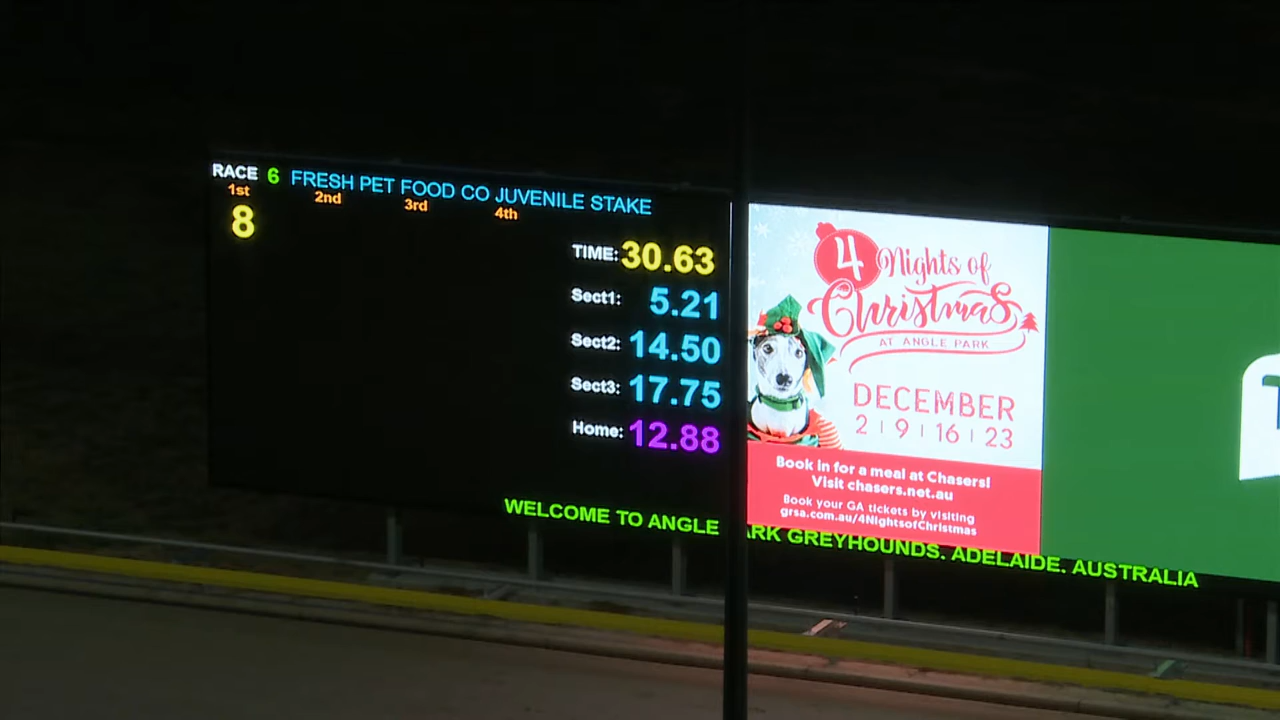 RACE 6 FRESH PET FOOD CO JUVENILE STAKE
1st 2nd 3rd 4th
8
TIME: 30.63
Sect1: 5.21
Sect2: 14.50
Sect3: 17.75
Home: 12.88
4 Nights of
Christmas
AT ANGLE PARK
DECEMBER
2 | 9 | 16 | 23
Book in for a meal at Chasers!
Visit chasers.net.au
Book your GA tickets by visiting
grsa.com.au/4NightsofChristmas
WELCOME TO ANGLE ARK GREYHOUNDS. ADELAIDE. AUSTRALIA